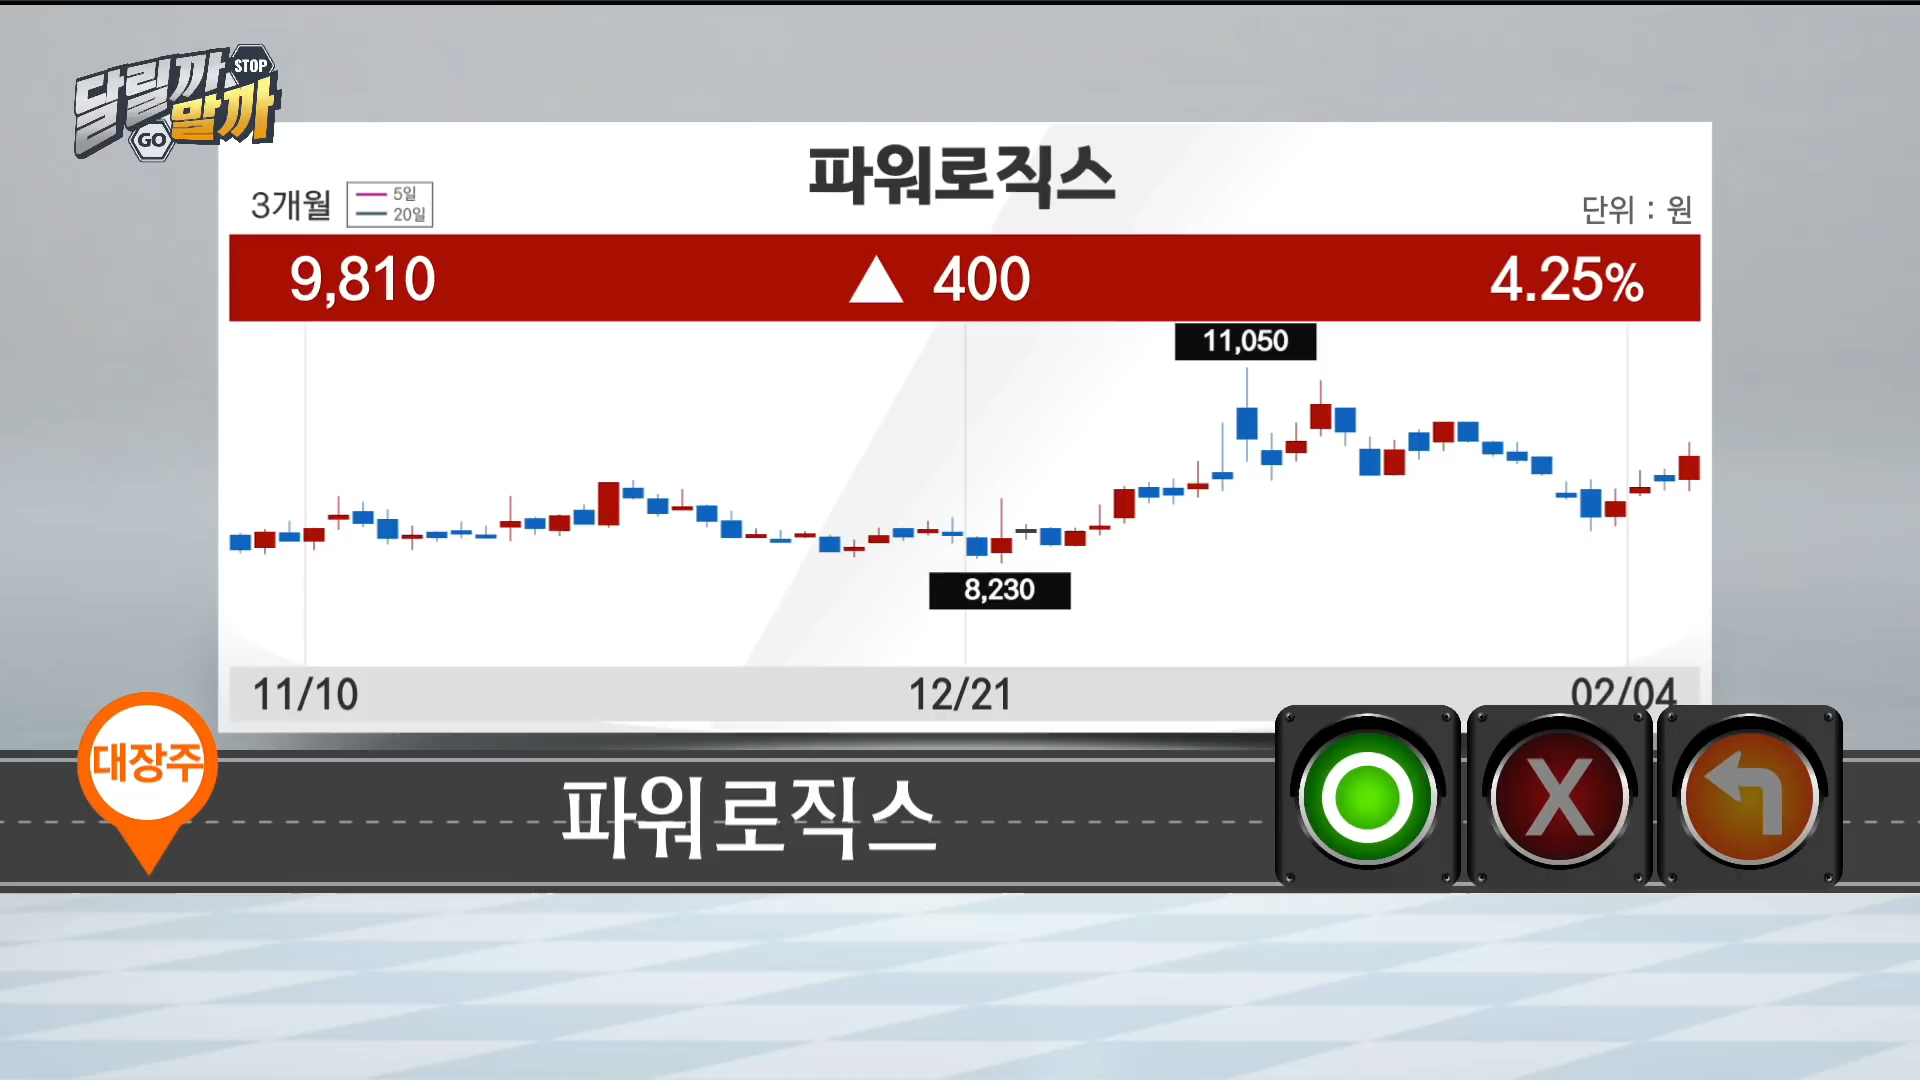 달릴까 STOP
GO 말까
파워로직스
3개월
5일
20일
단위 : 원
9,810 ▲ 400 4.25%
11,050
8,230
11/10 12/21 02/04
대장주
파워로직스
O X